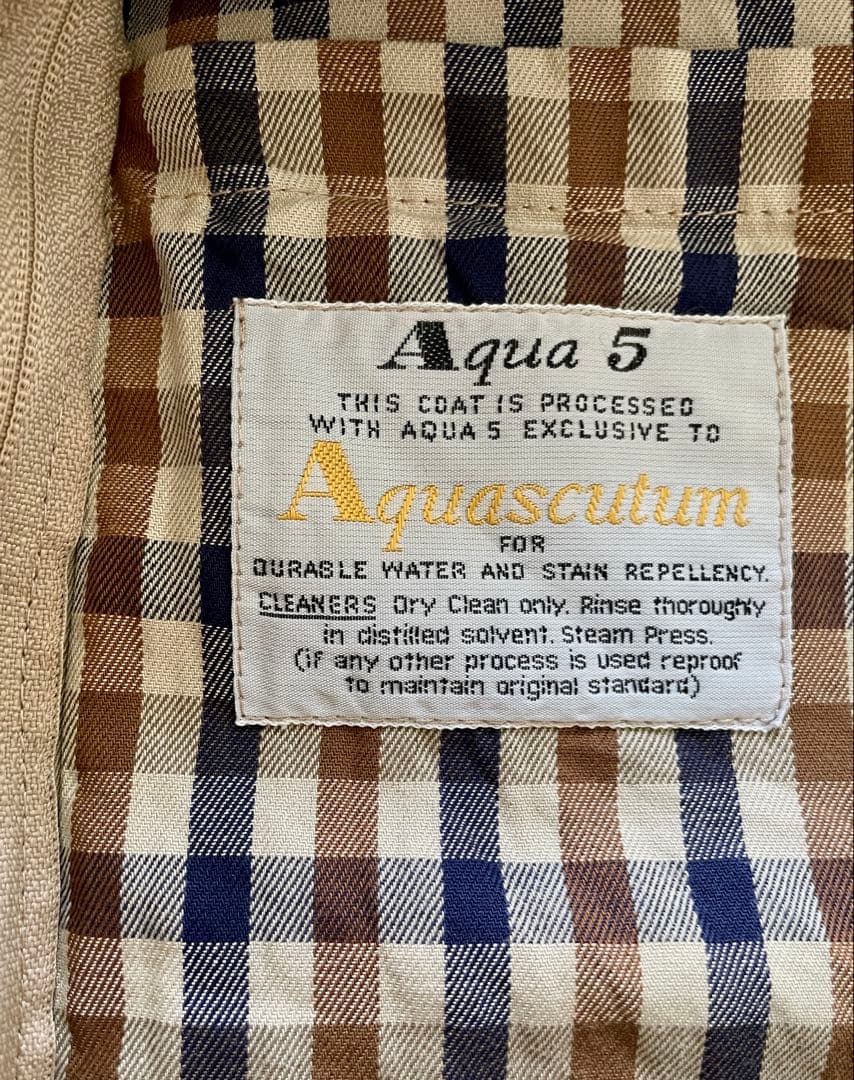 Aqua 5
THIS COAT IS PROCESSED
WITH AQUA 5 EXCLUSIVE TO
Aquascutum
FOR
DURABLE WATER AND STAIN REPELLENCY.
CLEANERS Dry Clean only. Rinse thoroughly
in distilled solvent. Steam Press.
(if any other process is used reproof
to maintain original standard)